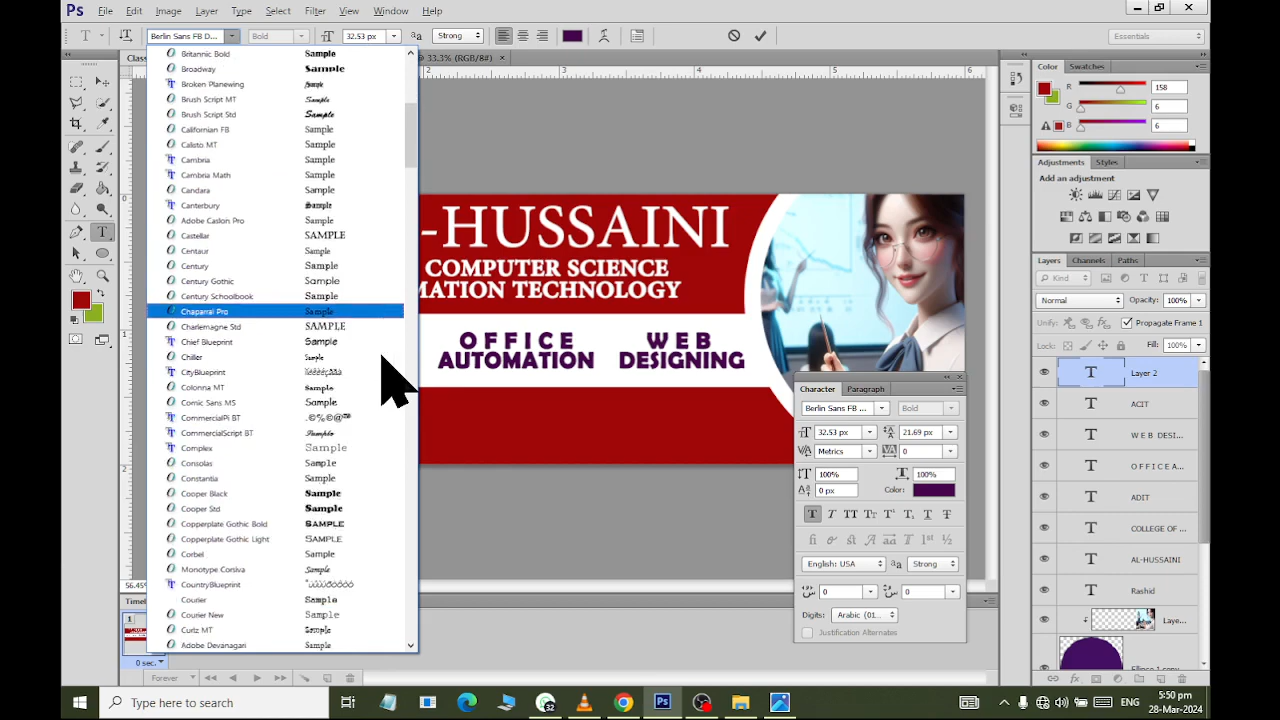 Ps File Edit Image Layer Type Select Filter View Window Help
Berlin Sans FB D... Bold 32.53 px Strong Essentials
Class @ 33.3% (RGB/8#) ×
2 3 4 5 6
Britannic Bold Sample
Broadway Sample
Broken Planewing Sample
Brush Script MT Sample
Brush Script Std Sample
Californian FB Sample
Calisto MT Sample
Cambria Sample
Cambria Math Sample
Candara Sample
Canterbury Sample
Adobe Caslon Pro Sample
Castellar SAMPLE
Centaur Sample
Century Sample
Century Gothic Sample
Century Schoolbook Sample
Chaparral Pro Sample
Charlemagne Std SAMPLE
Chief Blueprint Sample
Chiller Sample
CityBlueprint
Colonna MT Sample
Comic Sans MS Sample
CommercialPi BT
CommercialScript BT Sample
Complex Sample
Consolas Sample
Constantia Sample
Cooper Black Sample
Cooper Std Sample
Copperplate Gothic Bold SAMPLE
Copperplate Gothic Light SAMPLE
Corbel Sample
Monotype Corsiva Sample
CountryBlueprint
Courier Sample
Courier New Sample
Curlz MT Sample
Adobe Devanagari Sample
-HUSSAINI
COMPUTER SCIENCE
MATION TECHNOLOGY
OFFICE
AUTOMATION
WEB
DESIGNING
Color Swatches
R 158
G 6
B 6
Adjustments Styles
Add an adjustment
Layers Channels Paths
Kind
Normal Opacity: 100%
Unify: Propagate Frame 1
Lock: Fill: 100%
T Layer 2
T ACIT
T W E B DESI...
T O F F I C E A...
T ADIT
T COLLEGE OF ...
T AL-HUSSAINI
T Rashid
Laye...
Ellipse 1 copy
Character Paragraph
Berlin Sans FB ... Bold
32.53 px 21.69 px
Metrics 0
100% 100%
0 px Color:
English: USA Strong
0 0
Digits: Arabic (01...
Justification Alternates
56.45%
Timel
1
0 sec.
Forever
Type here to search
ENG
5:50 pm
28-Mar-2024